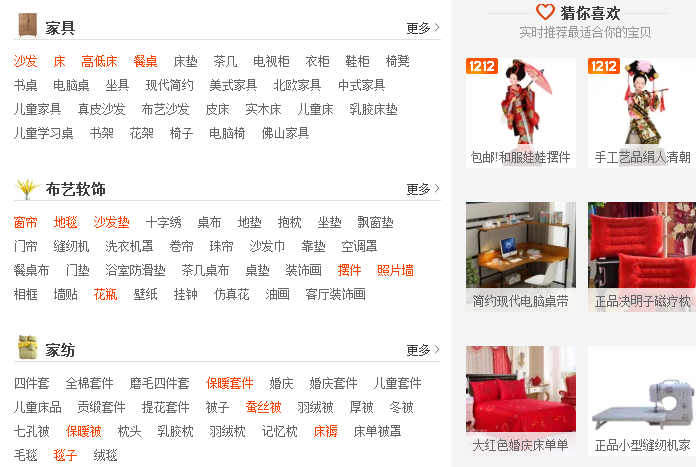 家具 更多
沙发 床 高低床 餐桌 床垫 茶几 电视柜 衣柜 鞋柜 椅凳
书桌 电脑桌 坐具 现代简约 美式家具 北欧家具 中式家具
儿童家具 真皮沙发 布艺沙发 皮床 实木床 儿童床 乳胶床垫
儿童学习桌 书架 花架 椅子 电脑椅 佛山家具
布艺软饰 更多
窗帘 地毯 沙发垫 十字绣 桌布 地垫 抱枕 坐垫 飘窗垫
门帘 缝纫机 洗衣机罩 卷帘 珠帘 沙发巾 靠垫 空调罩
餐桌布 门垫 浴室防滑垫 茶几桌布 桌垫 装饰画 摆件 照片墙
相框 墙贴 花瓶 壁纸 挂钟 仿真花 油画 客厅装饰画
家纺 更多
四件套 全棉套件 磨毛四件套 保暖套件 婚庆 婚庆套件 儿童套件
儿童床品 贡缎套件 提花套件 被子 蚕丝被 羽绒被 厚被 冬被
七孔被 保暖被 枕头 乳胶枕 羽绒枕 记忆枕 床褥 床单被罩
毛毯 毯子 绒毯
猜你喜欢
实时推荐最适合你的宝贝
1212 1212
包邮!和服娃娃摆件 手工艺品绢人清朝
简约现代电脑桌带 正品决明子磁疗枕
大红色婚庆床单单 正品小型缝纫机家